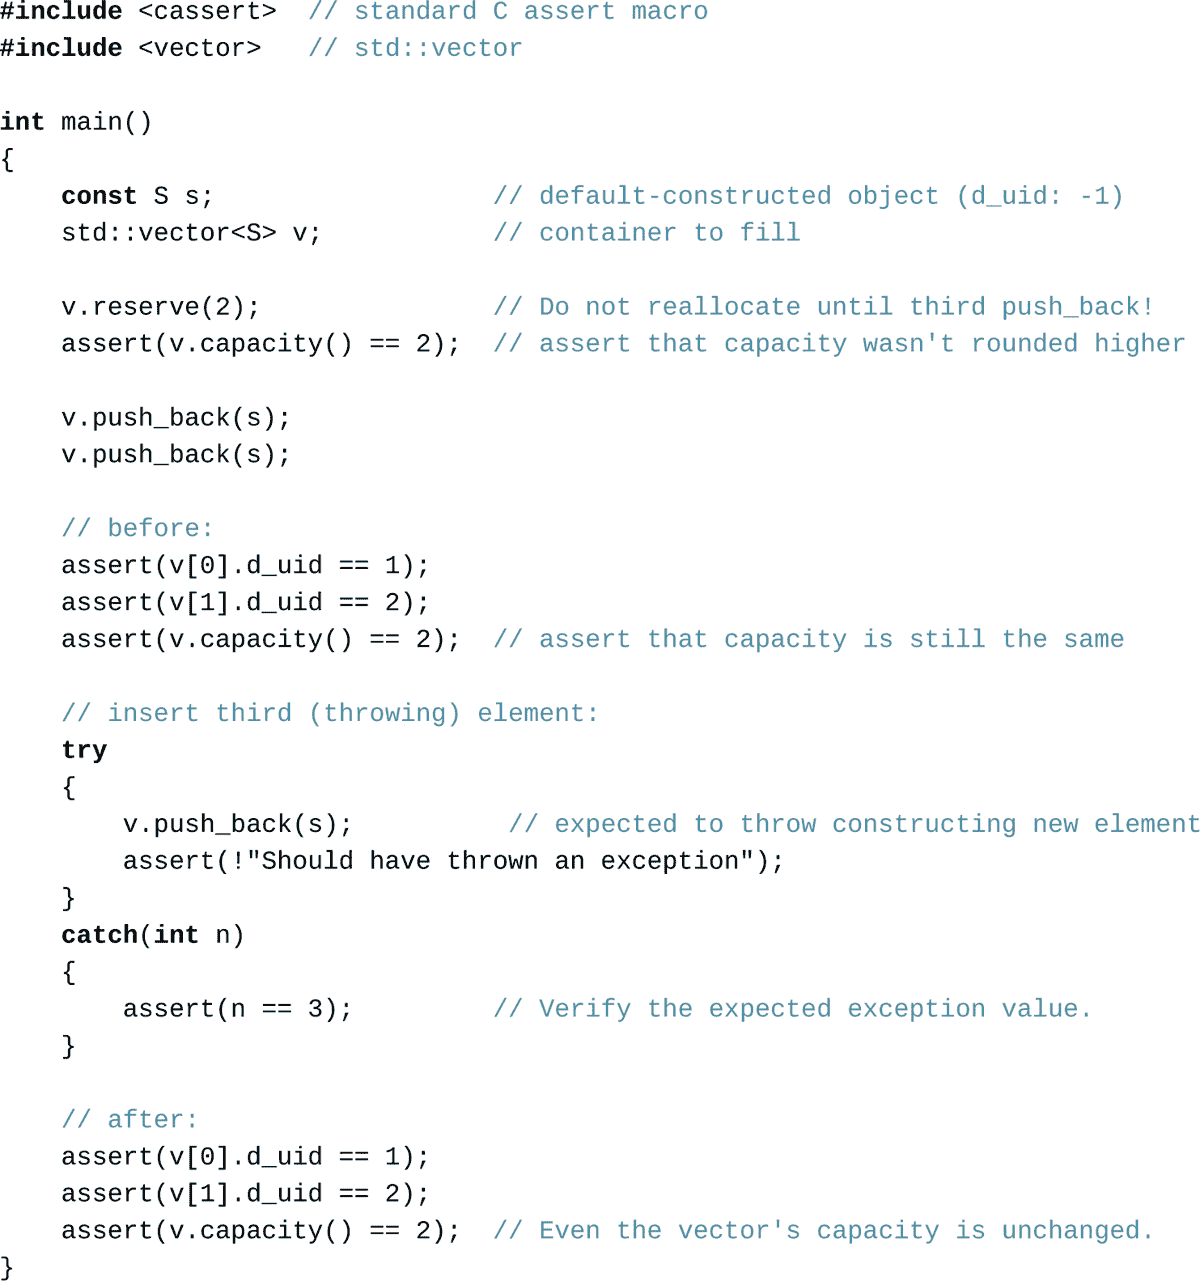 #include <cassert>  // standard C assert macro
#include <vector>   // std::vector

int main()
{
    const S s;                  // default-constructed object (d_uid: -1)
    std::vector<S> v;           // container to fill

    v.reserve(2);               // Do not reallocate until third push_back!
    assert(v.capacity() == 2);  // assert that capacity wasn't rounded higher

    v.push_back(s);
    v.push_back(s);

    // before:
    assert(v[0].d_uid == 1);
    assert(v[1].d_uid == 2);
    assert(v.capacity() == 2);  // assert that capacity is still the same

    // insert third (throwing) element:
    try
    {
        v.push_back(s);          // expected to throw constructing new element
        assert(!"Should have thrown an exception");
    }
    catch(int n)
    {
        assert(n == 3);         // Verify the expected exception value.
    }

    // after:
    assert(v[0].d_uid == 1);
    assert(v[1].d_uid == 2);
    assert(v.capacity() == 2);  // Even the vector's capacity is unchanged.
}